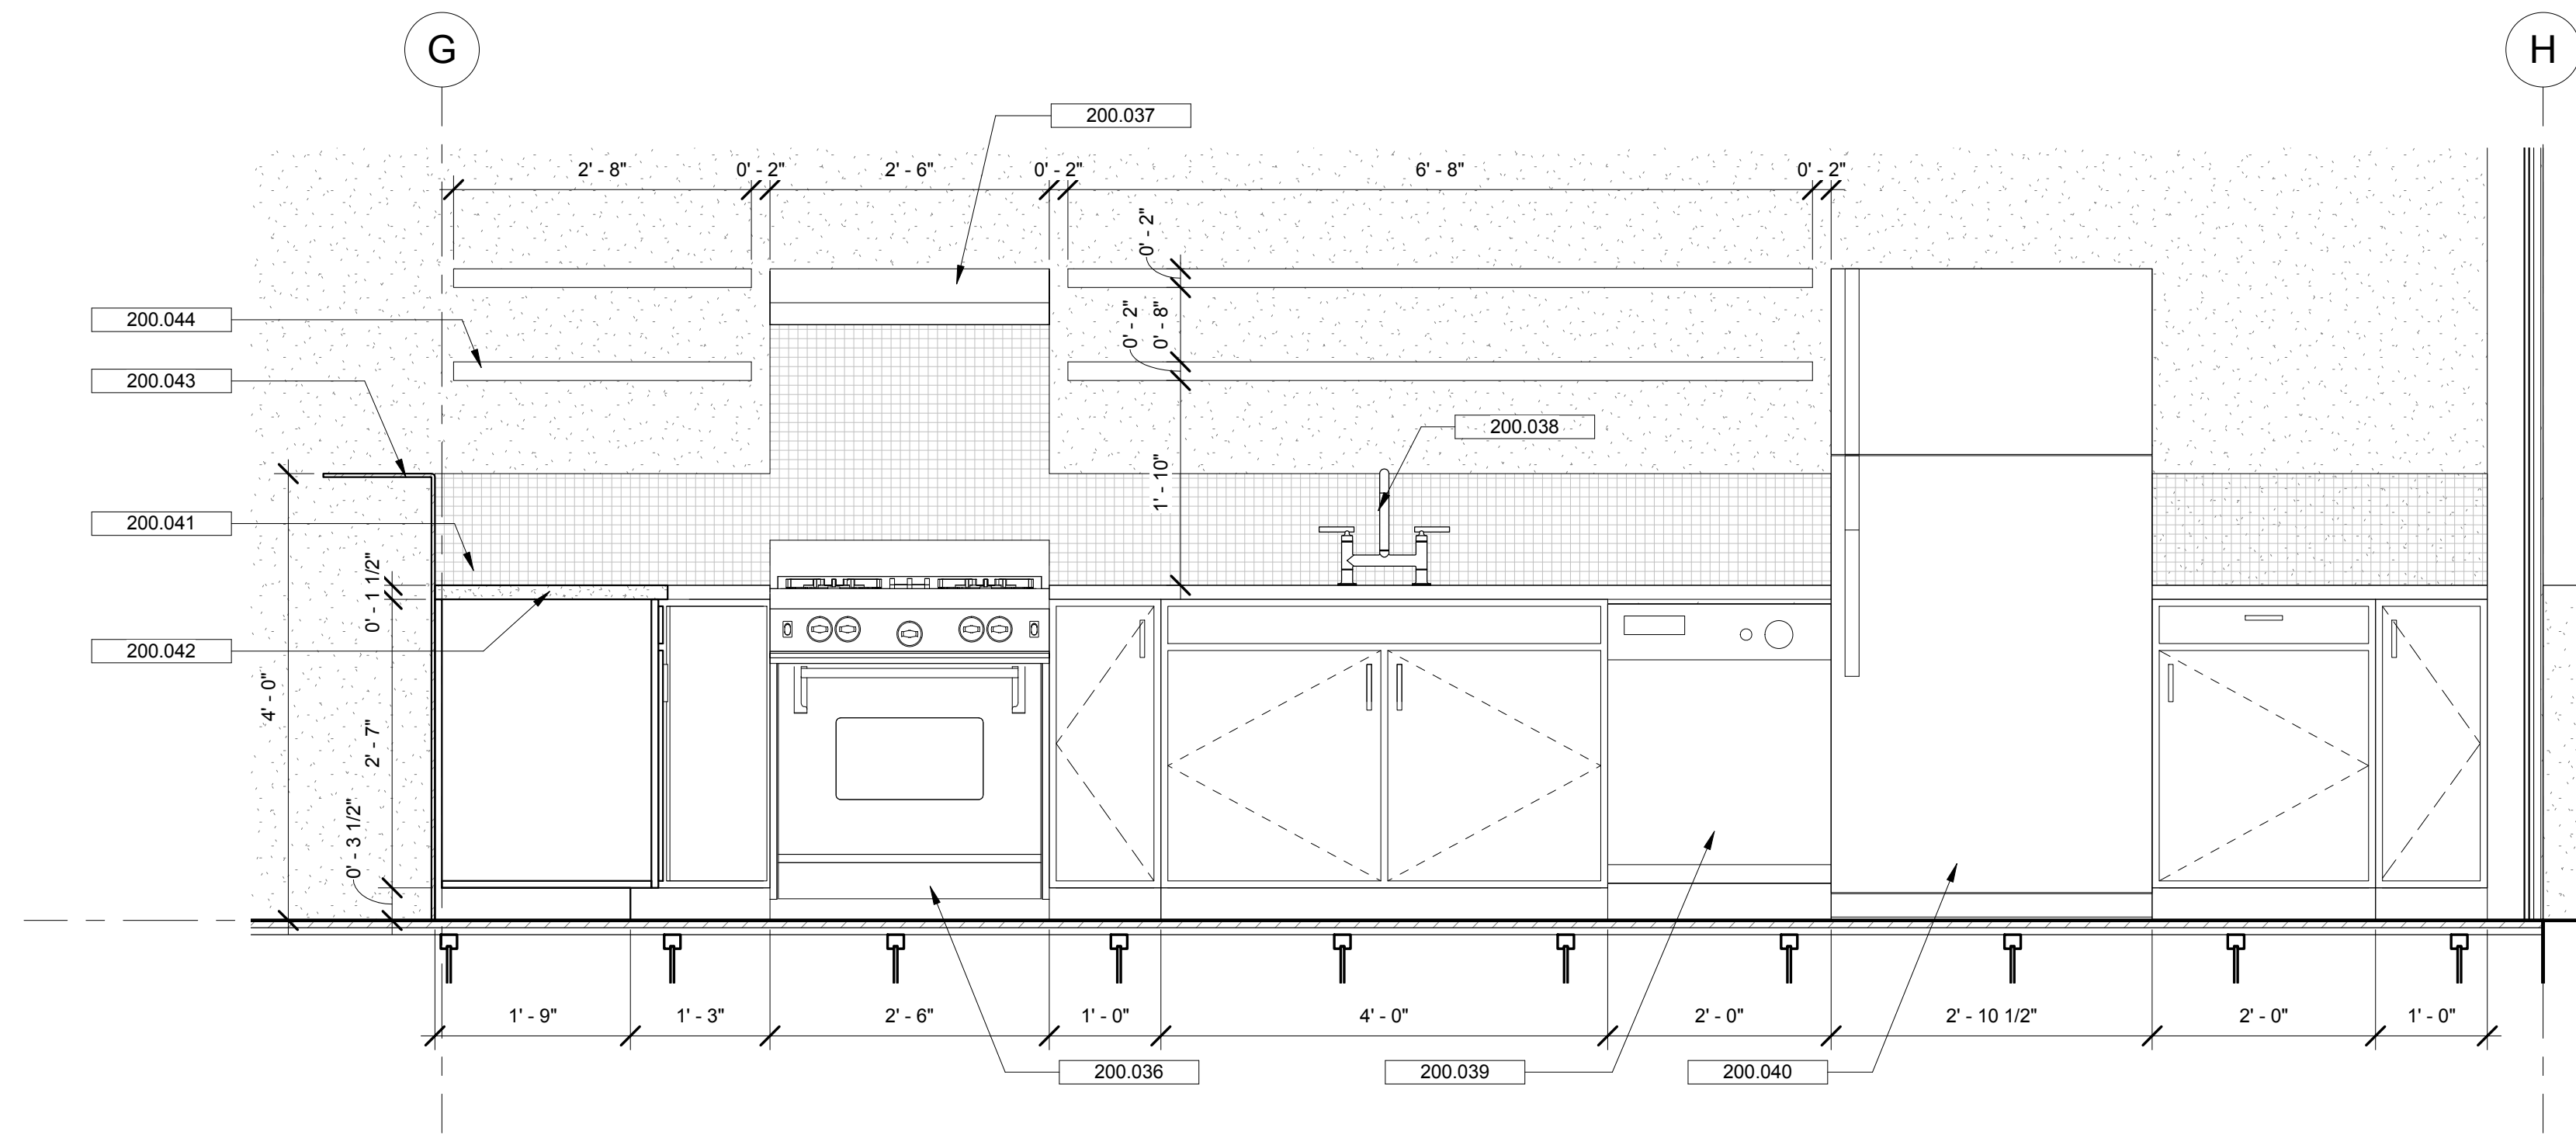 G
H
200.037
2' - 8"
0' - 2"
2' - 6"
0' - 2"
6' - 8"
0' - 2"
0' - 2"
0' - 2"
0' - 8"
200.044
200.043
200.038
1' - 10"
200.041
0' - 1 1/2"
200.042
4' - 0"
2' - 7"
0' - 3 1/2"
1' - 9"
1' - 3"
2' - 6"
1' - 0"
4' - 0"
2' - 0"
2' - 10 1/2"
2' - 0"
1' - 0"
200.036
200.039
200.040